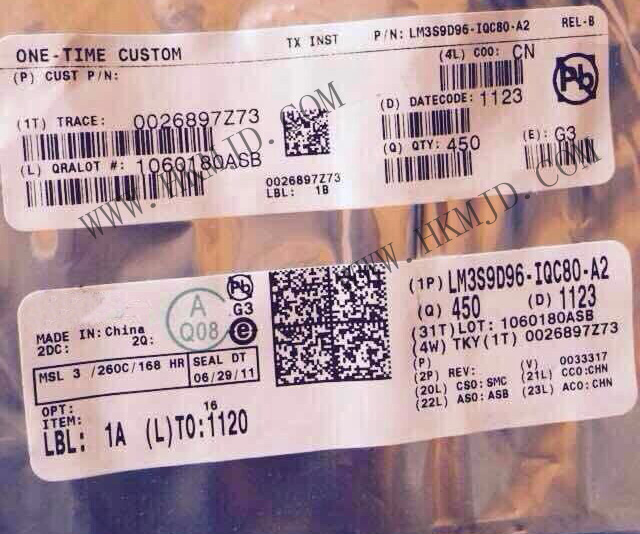 ONE-TIME CUSTOM TX INST P/N: LM3S9D96-IQC80-A2 REL-B
(P) CUST P/N: (4L) COO: CN
Pb
(1T) TRACE: 0026897Z73 (D) DATECODE: 1123
(L) QRALOT #: 1060180ASB (Q) QTY: 450 (E): G3
0026897Z73
LBL: 1B
WWW.HKMJD.COM
WWW.HKMJD.COM
(1P) LM3S9D96-IQC80-A2
(Q) 450 (D) 1123
(31T)LOT: 1060180ASB
(4W) TKY(1T) 0026897Z73
(P)
(2P) REV: (V) 0033317
(20L) CSO:SMC (21L) CCO:CHN
(22L) ASO:ASB (23L) ACO:CHN
A
Q08
Pb
G3
e
MADE IN:China
2DC: 2Q:
MSL 3 /260C/168 HR SEAL DT
06/29/11
OPT:
ITEM: 16
LBL: 1A (L)TO:1120